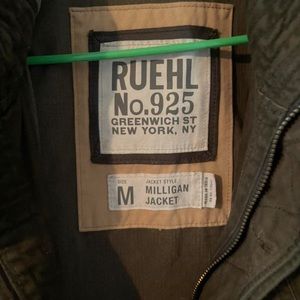 RUEHL
No.925
GREENWICH ST
NEW YORK, NY
SIZE
M
JACKET STYLE
MILLIGAN
JACKET